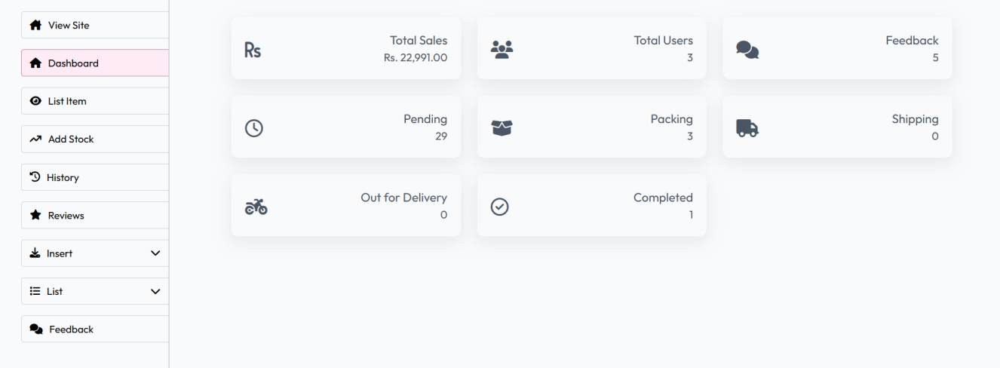 View Site
Dashboard
List Item
Add Stock
History
Reviews
Insert
List
Feedback
Rs
Total Sales
Rs. 22,991.00
Total Users
3
Feedback
5
Pending
29
Packing
3
Shipping
0
Out for Delivery
0
Completed
1